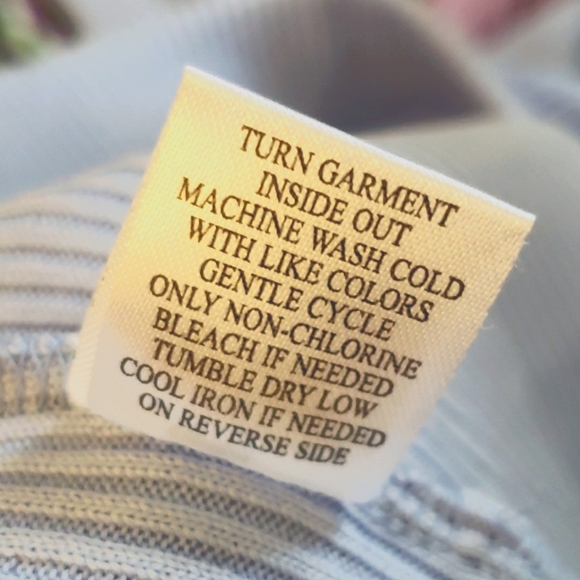 TURN GARMENT
INSIDE OUT
MACHINE WASH COLD
WITH LIKE COLORS
GENTLE CYCLE
ONLY NON-CHLORINE
BLEACH IF NEEDED
TUMBLE DRY LOW
COOL IRON IF NEEDED
ON REVERSE SIDE